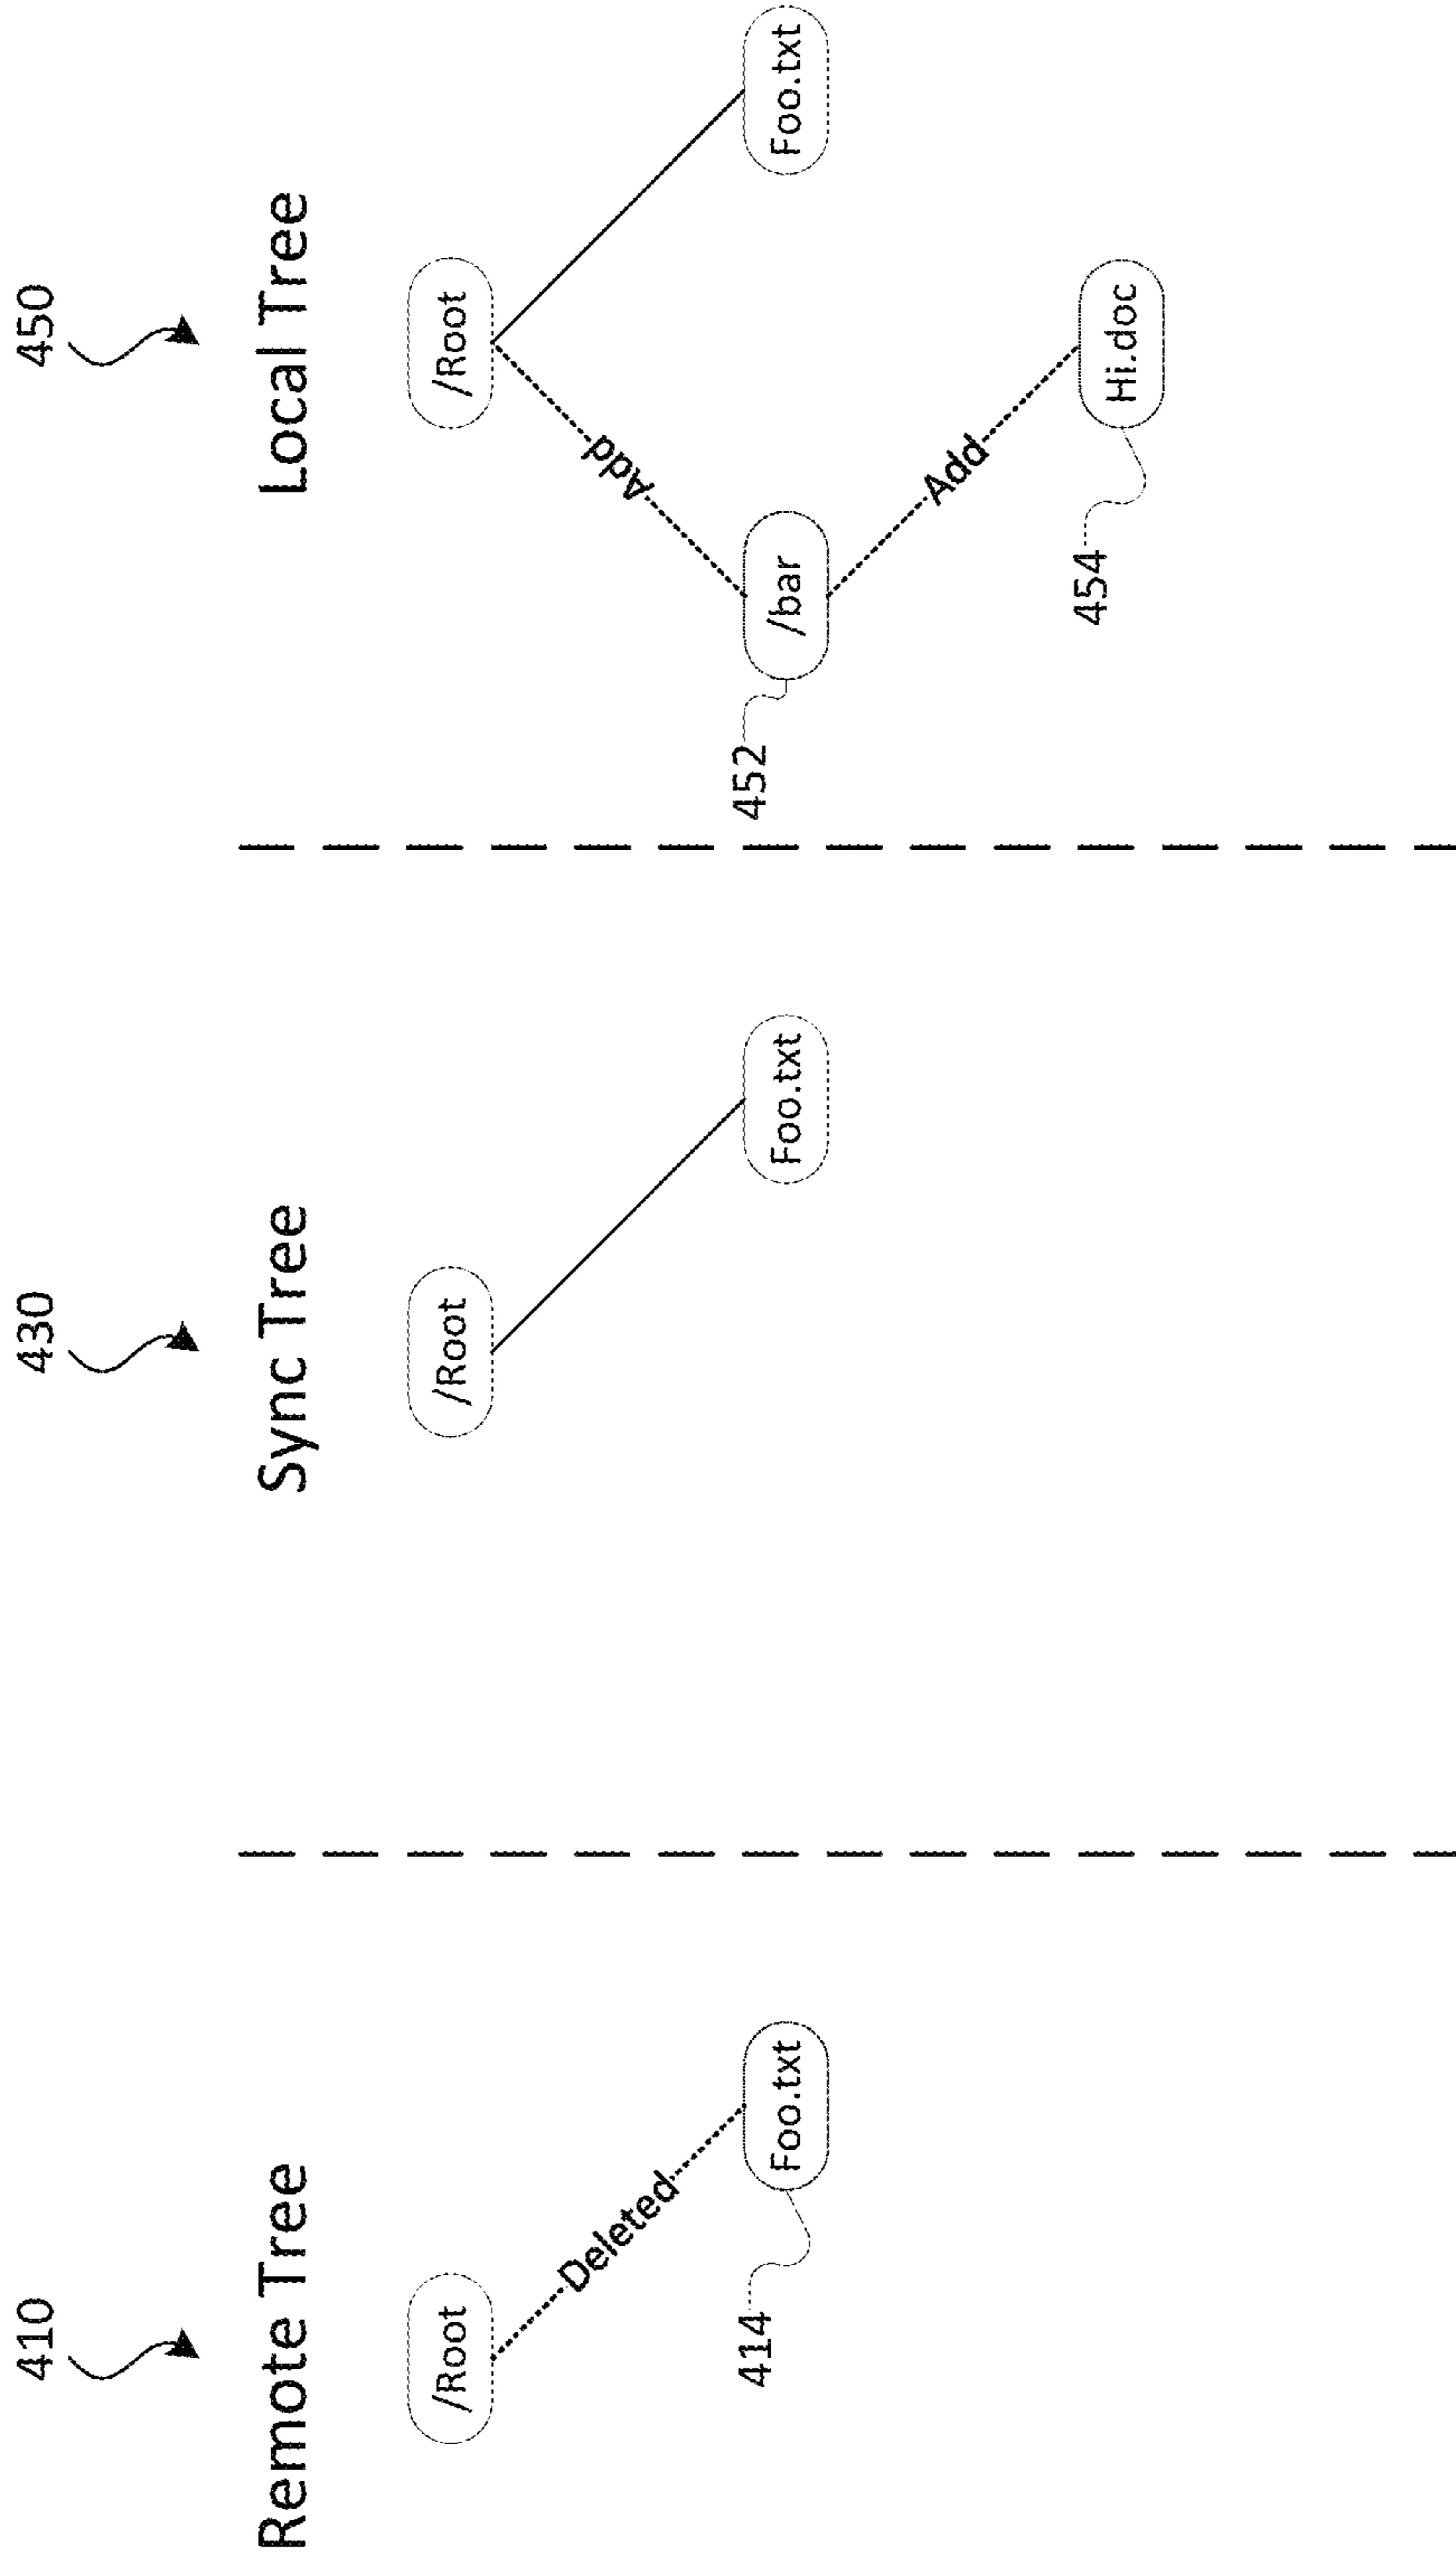 410
Remote Tree
/Root
Deleted
Foo.txt
414
430
Sync Tree
/Root
Foo.txt
450
Local Tree
/Root
Add
/bar
Foo.txt
452
Add
Hi.doc
454